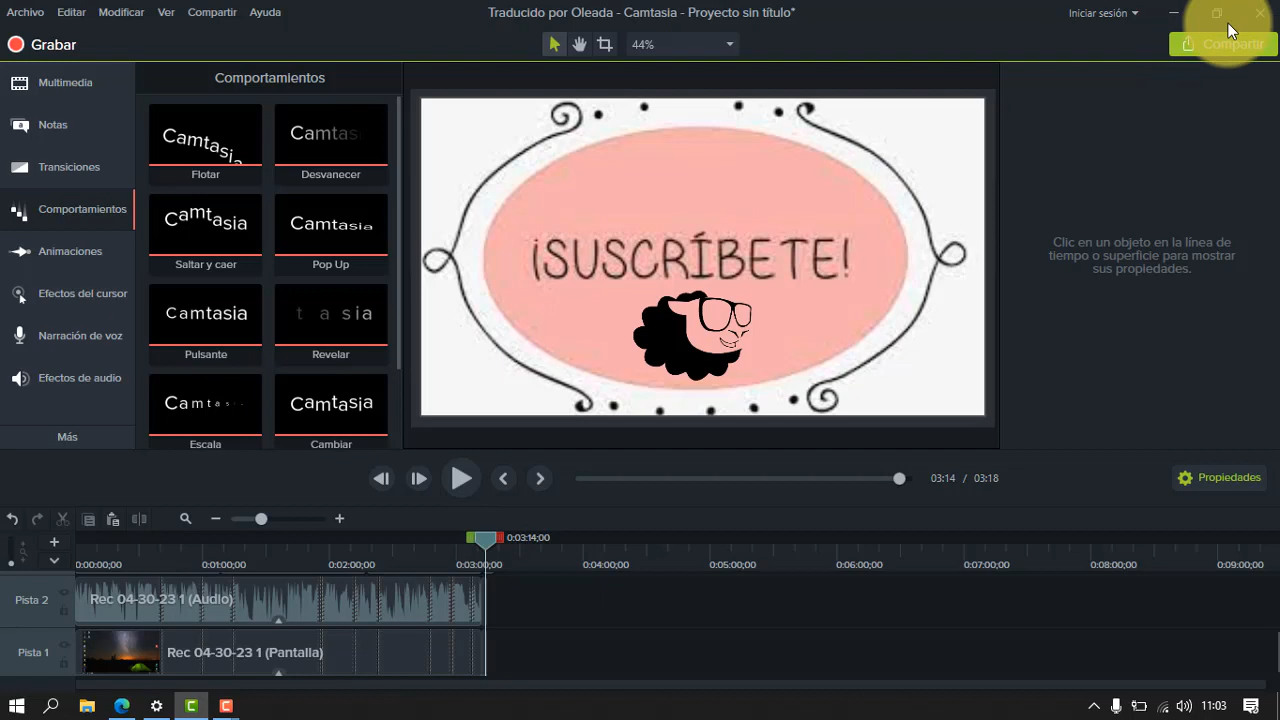 Archivo Editar Modificar Ver Compartir Ayuda
Traducido por Oleada - Camtasia - Proyecto sin título*
Iniciar sesión
Grabar
44%
Compartir
Multimedia
Notas
Transiciones
Comportamientos
Animaciones
Efectos del cursor
Narración de voz
Efectos de audio
Más
Comportamientos
Camtasia Camtas
Flotar Desvanecer
Camtasia Camtasia
Saltar y caer Pop Up
Camtasia t a sia
Pulsante Revelar
Camtas Camtasia
Escala Cambiar
¡SUSCRÍBETE!
Clic en un objeto en la línea de
tiempo o superficie para mostrar
sus propiedades.
03:14 / 03:18
Propiedades
0:03:14;00
0:00:00;00 0:01:00;00 0:02:00;00 0:03:00;00 0:04:00;00 0:05:00;00 0:06:00;00 0:07:00;00 0:08:00;00 0:09:00;00
Pista 2 Rec 04-30-23 1 (Audio)
Pista 1 Rec 04-30-23 1 (Pantalla)
11:03